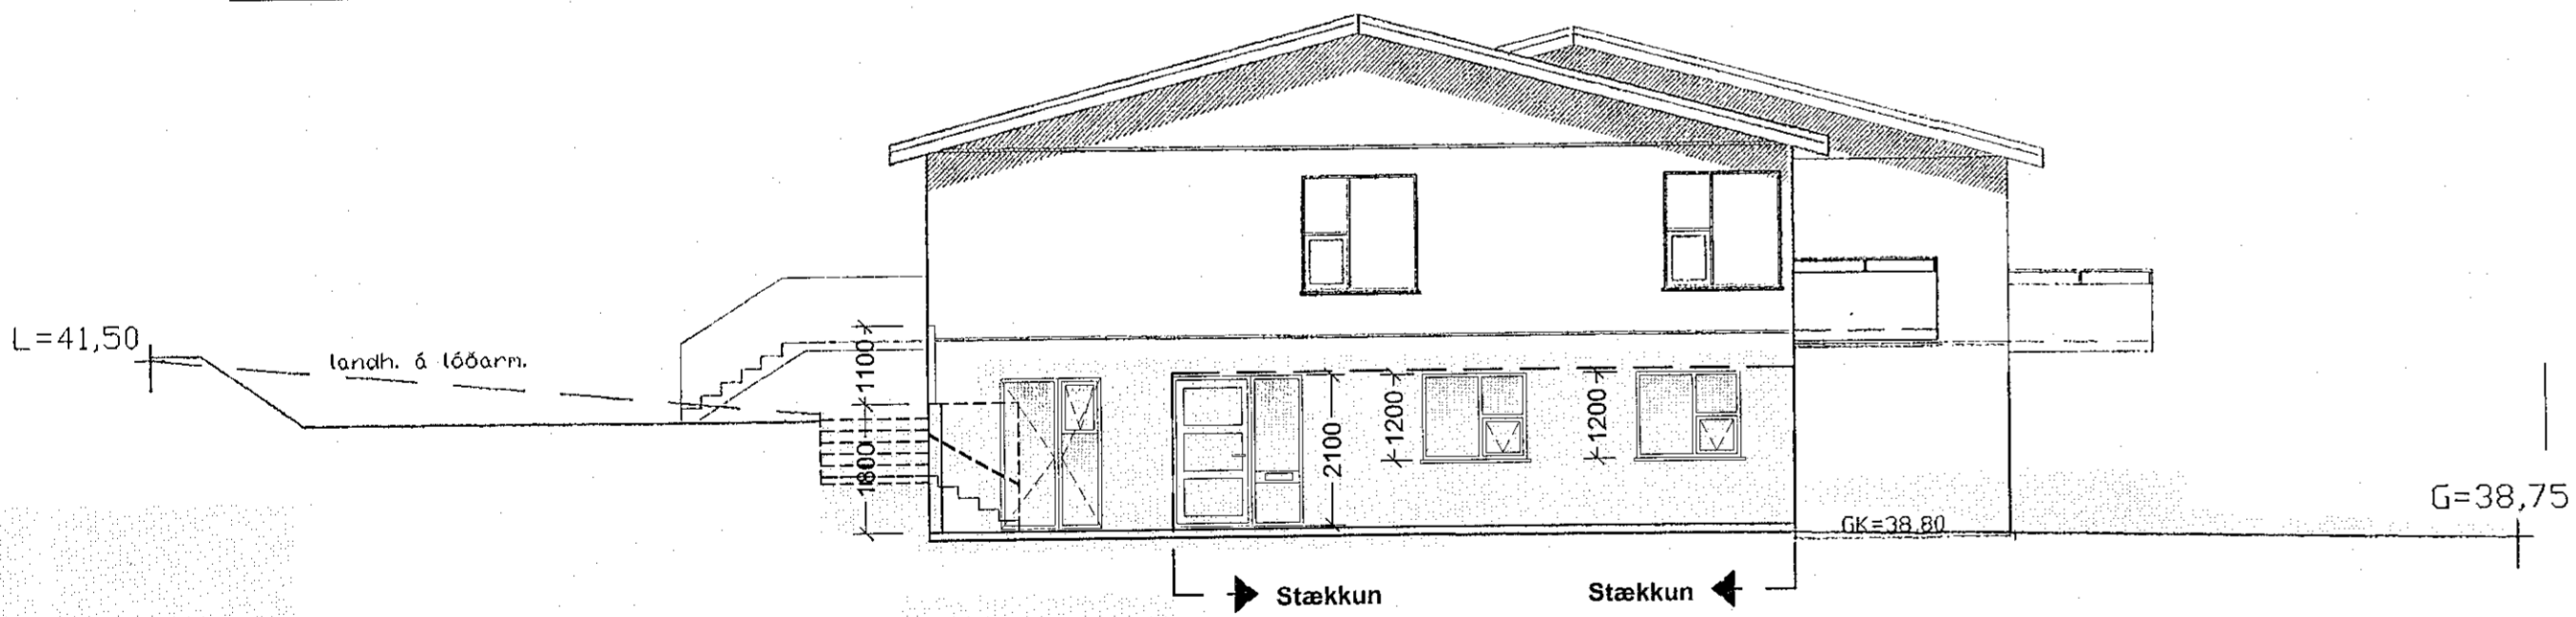 L=41,50
landh. á lóðarm.
1100
1800
2100
1200
1200
GK=38,80
G=38,75
Stækkun
Stækkun